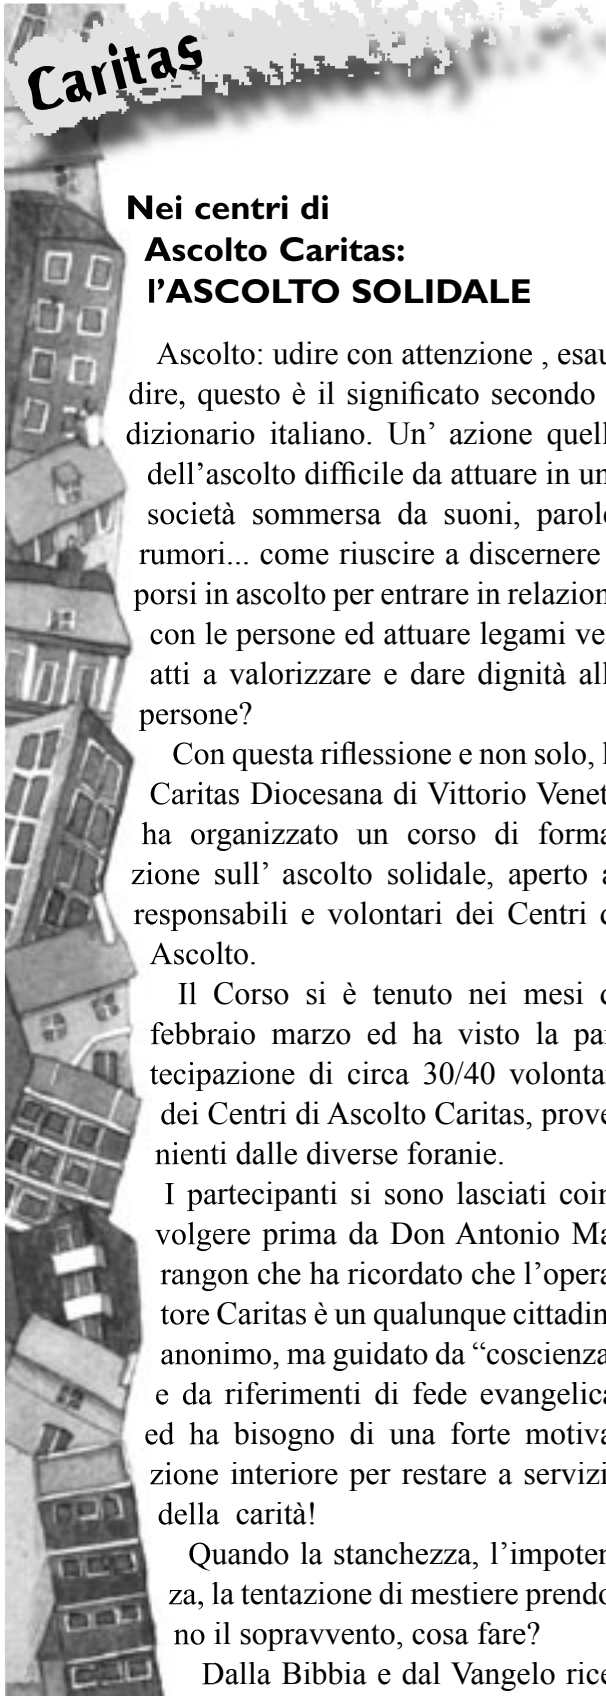 Caritas
Nei centri di
Ascolto Caritas:
l’ASCOLTO SOLIDALE
Ascolto: udire con attenzione , esau
dire, questo è il significato secondo
dizionario italiano. Un’ azione quell
dell’ascolto difficile da attuare in un
società sommersa da suoni, parole
rumori... come riuscire a discernere
porsi in ascolto per entrare in relazion
con le persone ed attuare legami ver
atti a valorizzare e dare dignità all
persone?
Con questa riflessione e non solo, l
Caritas Diocesana di Vittorio Venet
ha organizzato un corso di forma
zione sull’ ascolto solidale, aperto a
responsabili e volontari dei Centri d
Ascolto.
Il Corso si è tenuto nei mesi d
febbraio marzo ed ha visto la par
tecipazione di circa 30/40 volontar
dei Centri di Ascolto Caritas, prove
nienti dalle diverse foranie.
I partecipanti si sono lasciati coin
volgere prima da Don Antonio Ma
rangon che ha ricordato che l’opera
tore Caritas è un qualunque cittadin
anonimo, ma guidato da “coscienza
e da riferimenti di fede evangelica
ed ha bisogno di una forte motiva
zione interiore per restare a servizi
della carità!
Quando la stanchezza, l’impoten
za, la tentazione di mestiere prendo
no il sopravvento, cosa fare?
Dalla Bibbia e dal Vangelo rice